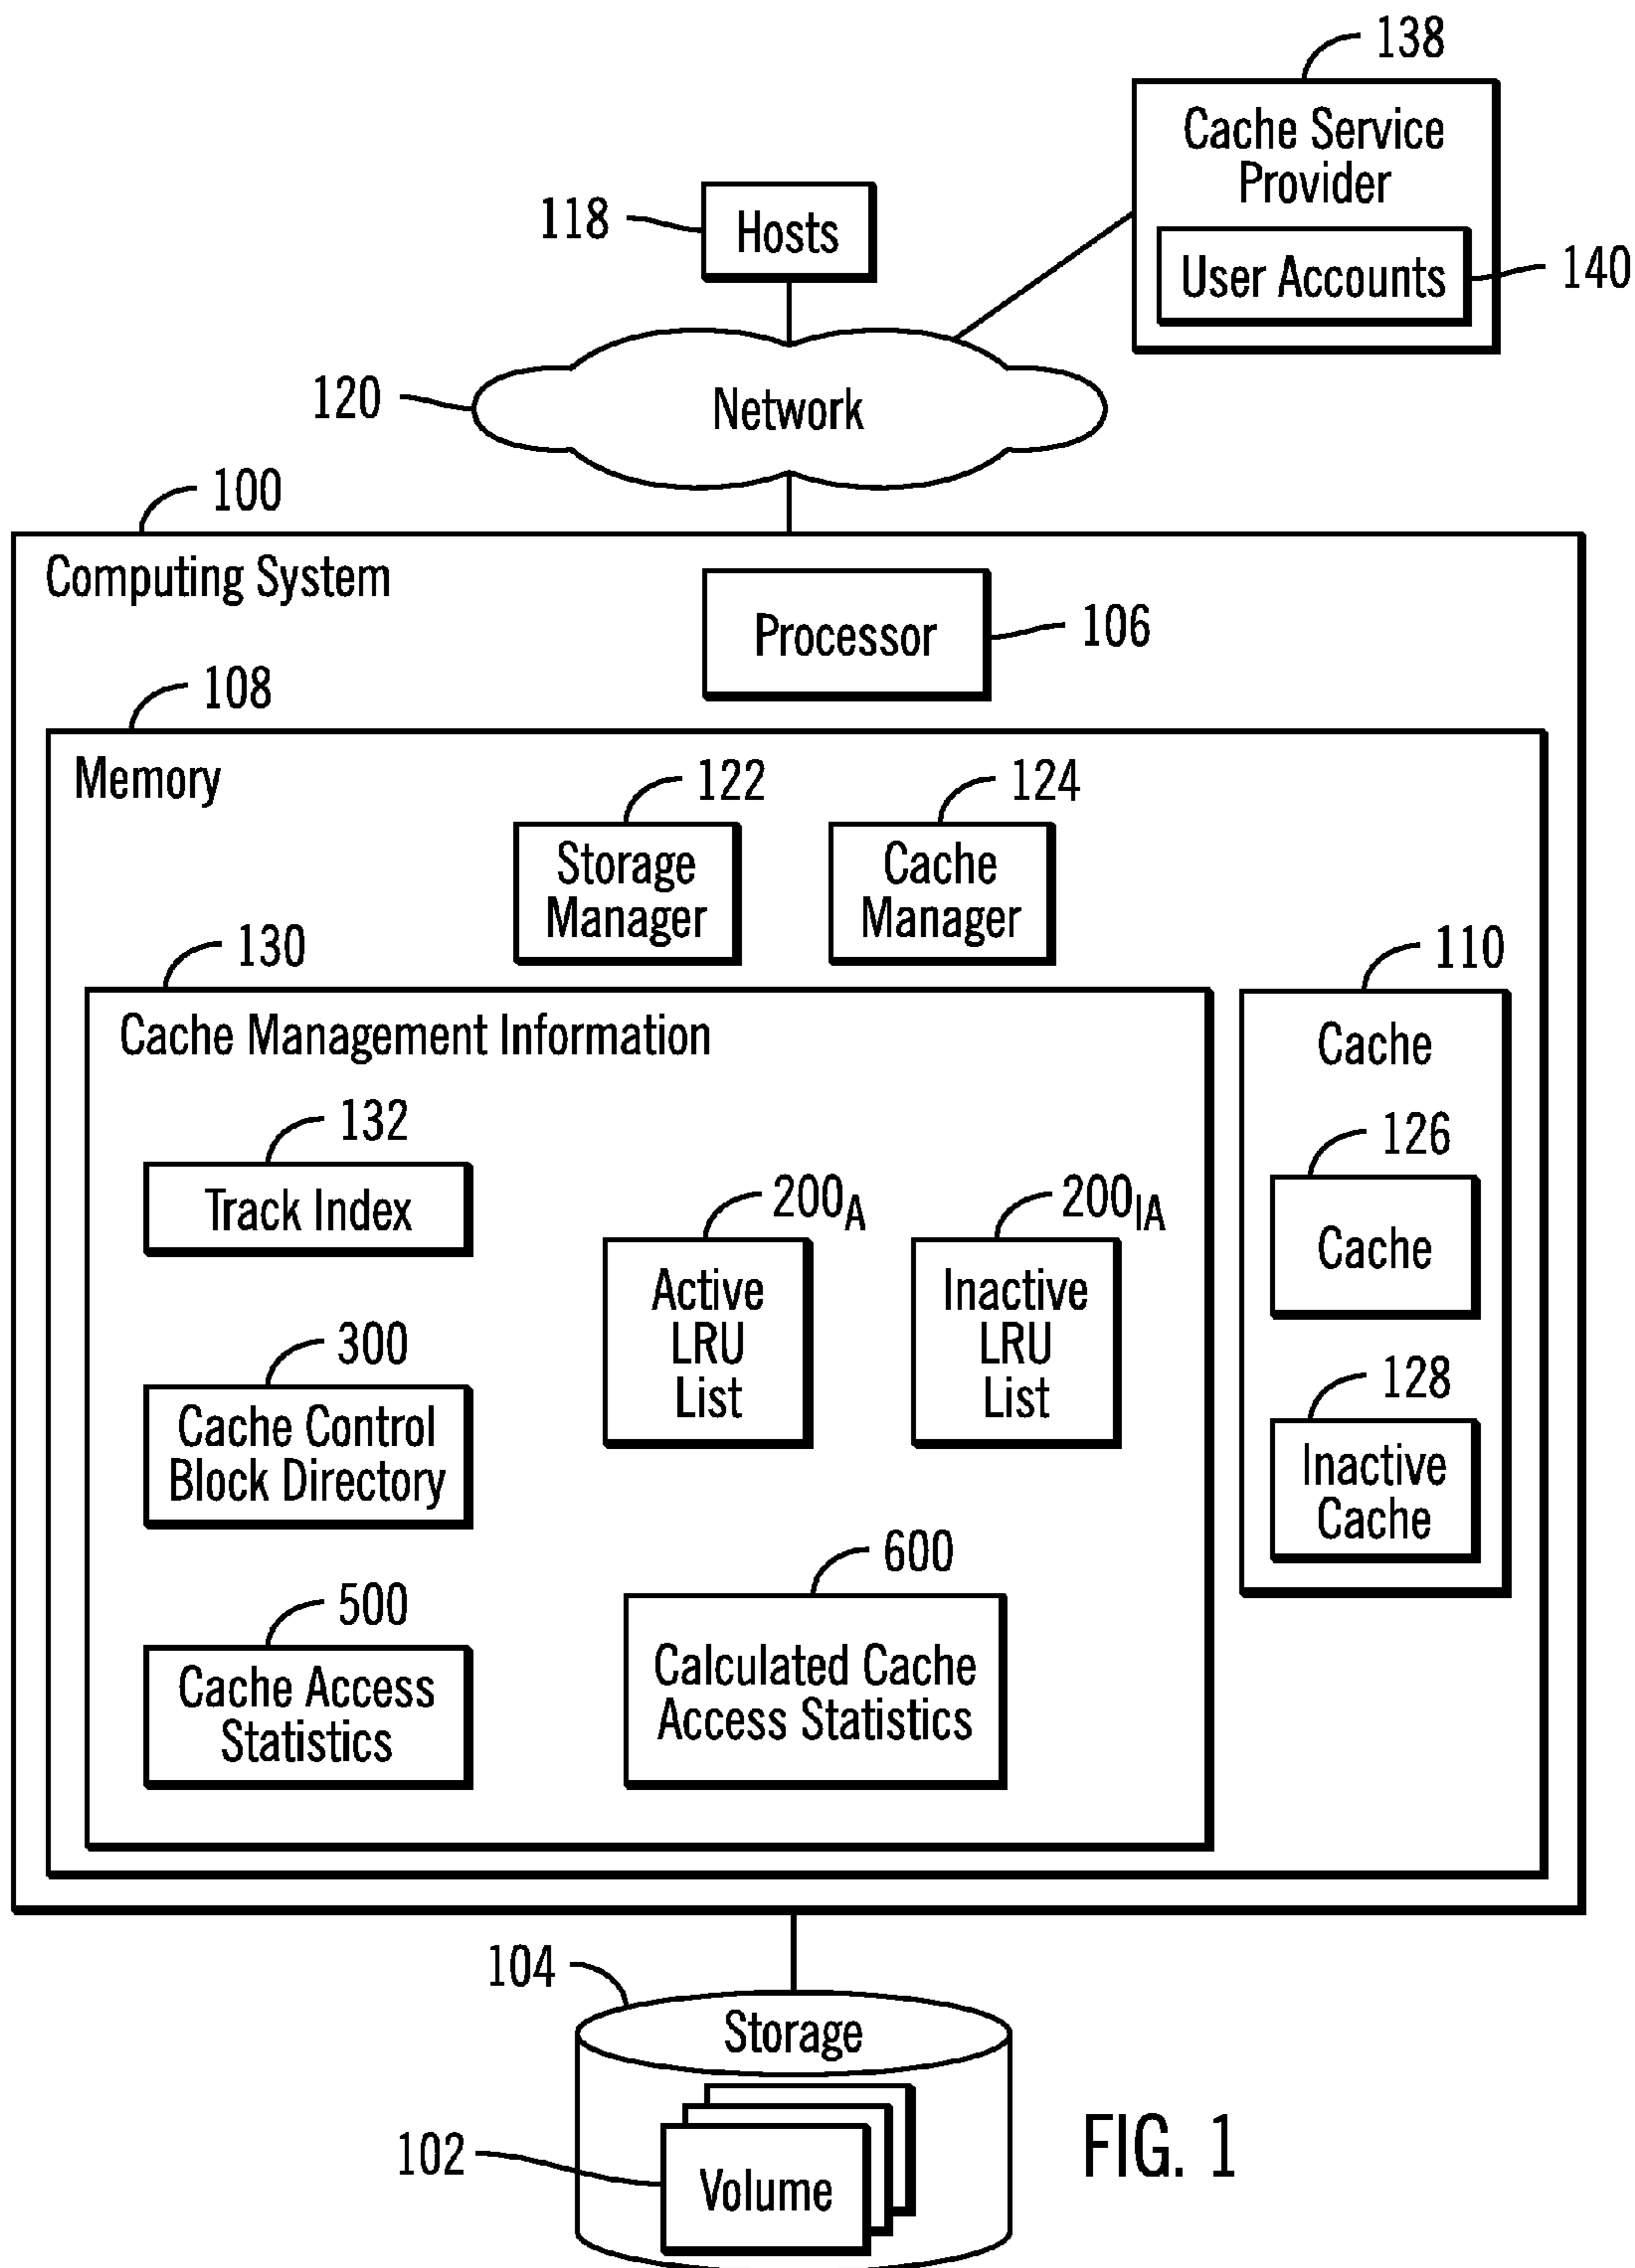 138
Cache Service
Provider
118
Hosts
User Accounts
140
120
Network
100
Computing System
Processor
106
108
Memory
122
124
Storage
Manager
Cache
Manager
130
110
Cache Management Information
Cache
132
126
Track Index
200A
200IA
Cache
Active
LRU
List
Inactive
LRU
List
300
128
Cache Control
Block Directory
Inactive
Cache
600
500
Calculated Cache
Access Statistics
Cache Access
Statistics
104
Storage
102
Volume
FIG. 1